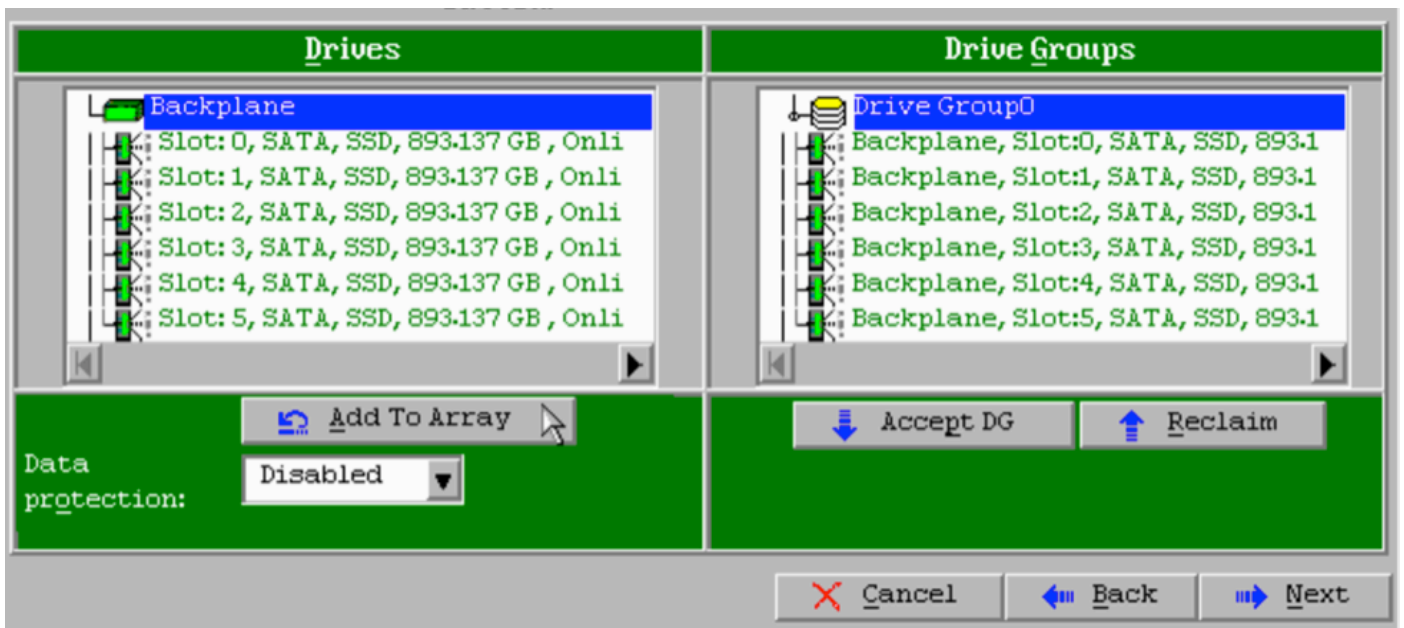 Drives
Drive Groups
Backplane
Slot: 0, SATA, SSD, 893.137 GB , Onli
Slot: 1, SATA, SSD, 893.137 GB , Onli
Slot: 2, SATA, SSD, 893.137 GB , Onli
Slot: 3, SATA, SSD, 893.137 GB , Onli
Slot: 4, SATA, SSD, 893.137 GB , Onli
Slot: 5, SATA, SSD, 893.137 GB , Onli
Drive Group0
Backplane, Slot:0, SATA, SSD, 893.1
Backplane, Slot:1, SATA, SSD, 893.1
Backplane, Slot:2, SATA, SSD, 893.1
Backplane, Slot:3, SATA, SSD, 893.1
Backplane, Slot:4, SATA, SSD, 893.1
Backplane, Slot:5, SATA, SSD, 893.1
Add To Array
Data
protection:
Disabled
Accept DG
Reclaim
Cancel
Back
Next